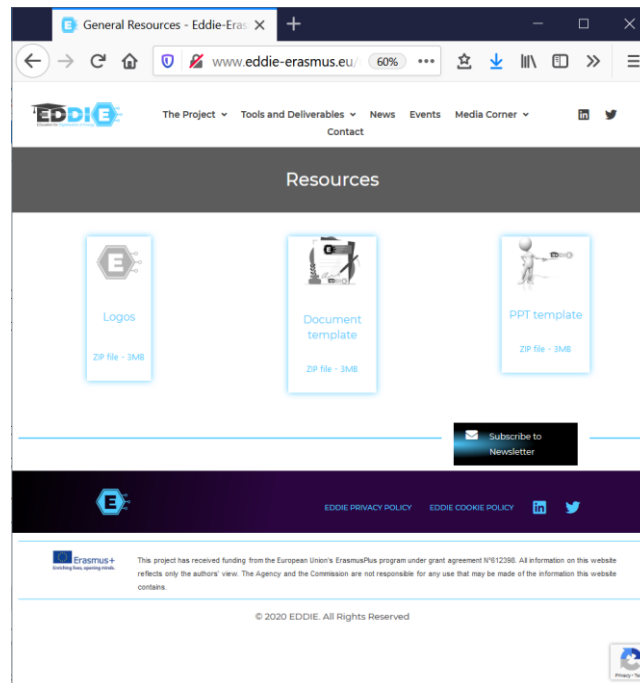 General Resources - Eddie-Eras
www.eddie-erasmus.eu/
60%
EDDIE
The Project
Tools and Deliverables
News
Events
Media Corner
Contact
Resources
Logos
ZIP file - 3MB
Document
template
ZIP file - 3MB
PPT template
ZIP file - 3MB
Subscribe to
Newsletter
EDDIE PRIVACY POLICY
EDDIE COOKIE POLICY
Erasmus+
Enriching lives, opening minds.
This project has received funding from the European Union's ErasmusPlus program under grant agreement N°612398. All information on this website
reflects only the authors' view. The Agency and the Commission are not responsible for any use that may be made of the information this website
contains.
© 2020 EDDIE. All Rights Reserved